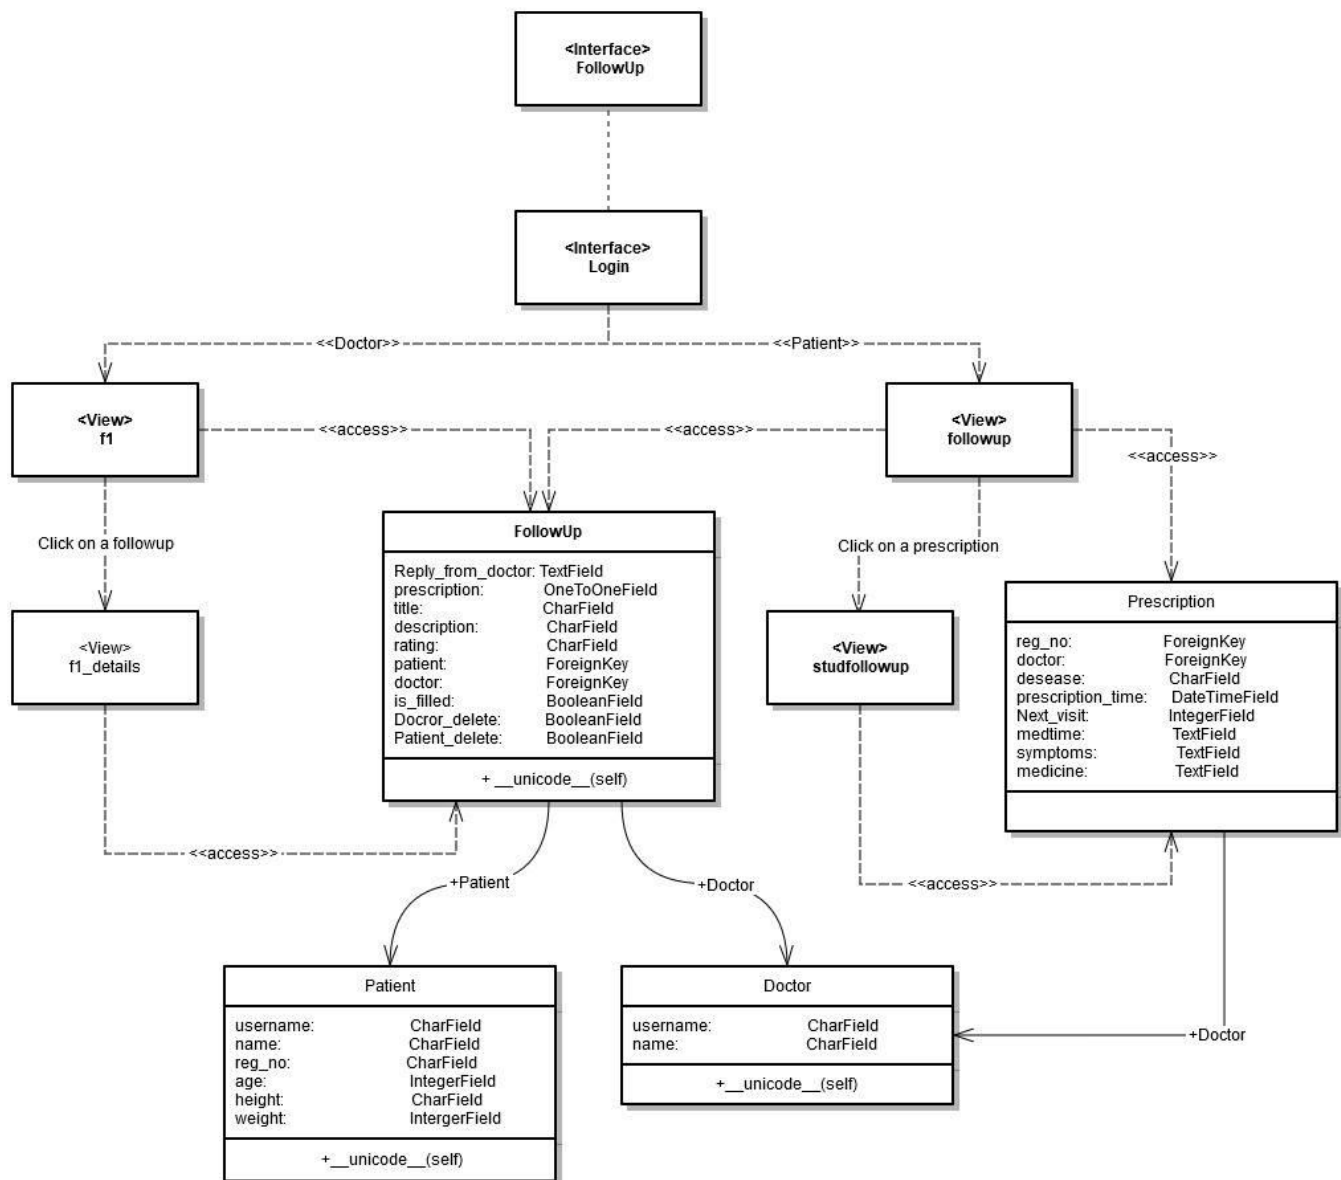 <Interface>
FollowUp
<Interface>
Login
<<Doctor>>
<<Patient>>
<View>
f1
<<access>>
<<access>>
<View>
followup
<<access>>
Click on a followup
Click on a prescription
<View>
f1_details
FollowUp
Reply_from_doctor: TextField
prescription: OneToOneField
title: CharField
description: CharField
rating: CharField
patient: ForeignKey
doctor: ForeignKey
is_filled: BooleanField
Docror_delete: BooleanField
Patient_delete: BooleanField
+ __unicode__(self)
<View>
studfollowup
Prescription
reg_no: ForeignKey
doctor: ForeignKey
desease: CharField
prescription_time: DateTimeField
Next_visit: IntegerField
medtime: TextField
symptoms: TextField
medicine: TextField
<<access>>
<<access>>
+Patient
+Doctor
+Doctor
Patient
username: CharField
name: CharField
reg_no: CharField
age: IntegerField
height: CharField
weight: IntergerField
+__unicode__(self)
Doctor
username: CharField
name: CharField
+__unicode__(self)